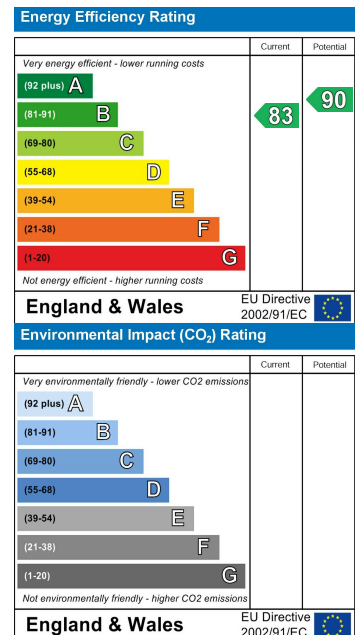 Energy Efficiency Rating
Current Potential
Very energy efficient - lower running costs
(92 plus) A
(81-91) B
(69-80) C
(55-68) D
(39-54) E
(21-38) F
(1-20) G
83
90
Not energy efficient - higher running costs
England & Wales
EU Directive
2002/91/EC
Environmental Impact (CO₂) Rating
Current Potential
Very environmentally friendly - lower CO2 emissions
(92 plus) A
(81-91) B
(69-80) C
(55-68) D
(39-54) E
(21-38) F
(1-20) G
Not environmentally friendly - higher CO2 emissions
England & Wales
EU Directive
2002/91/EC